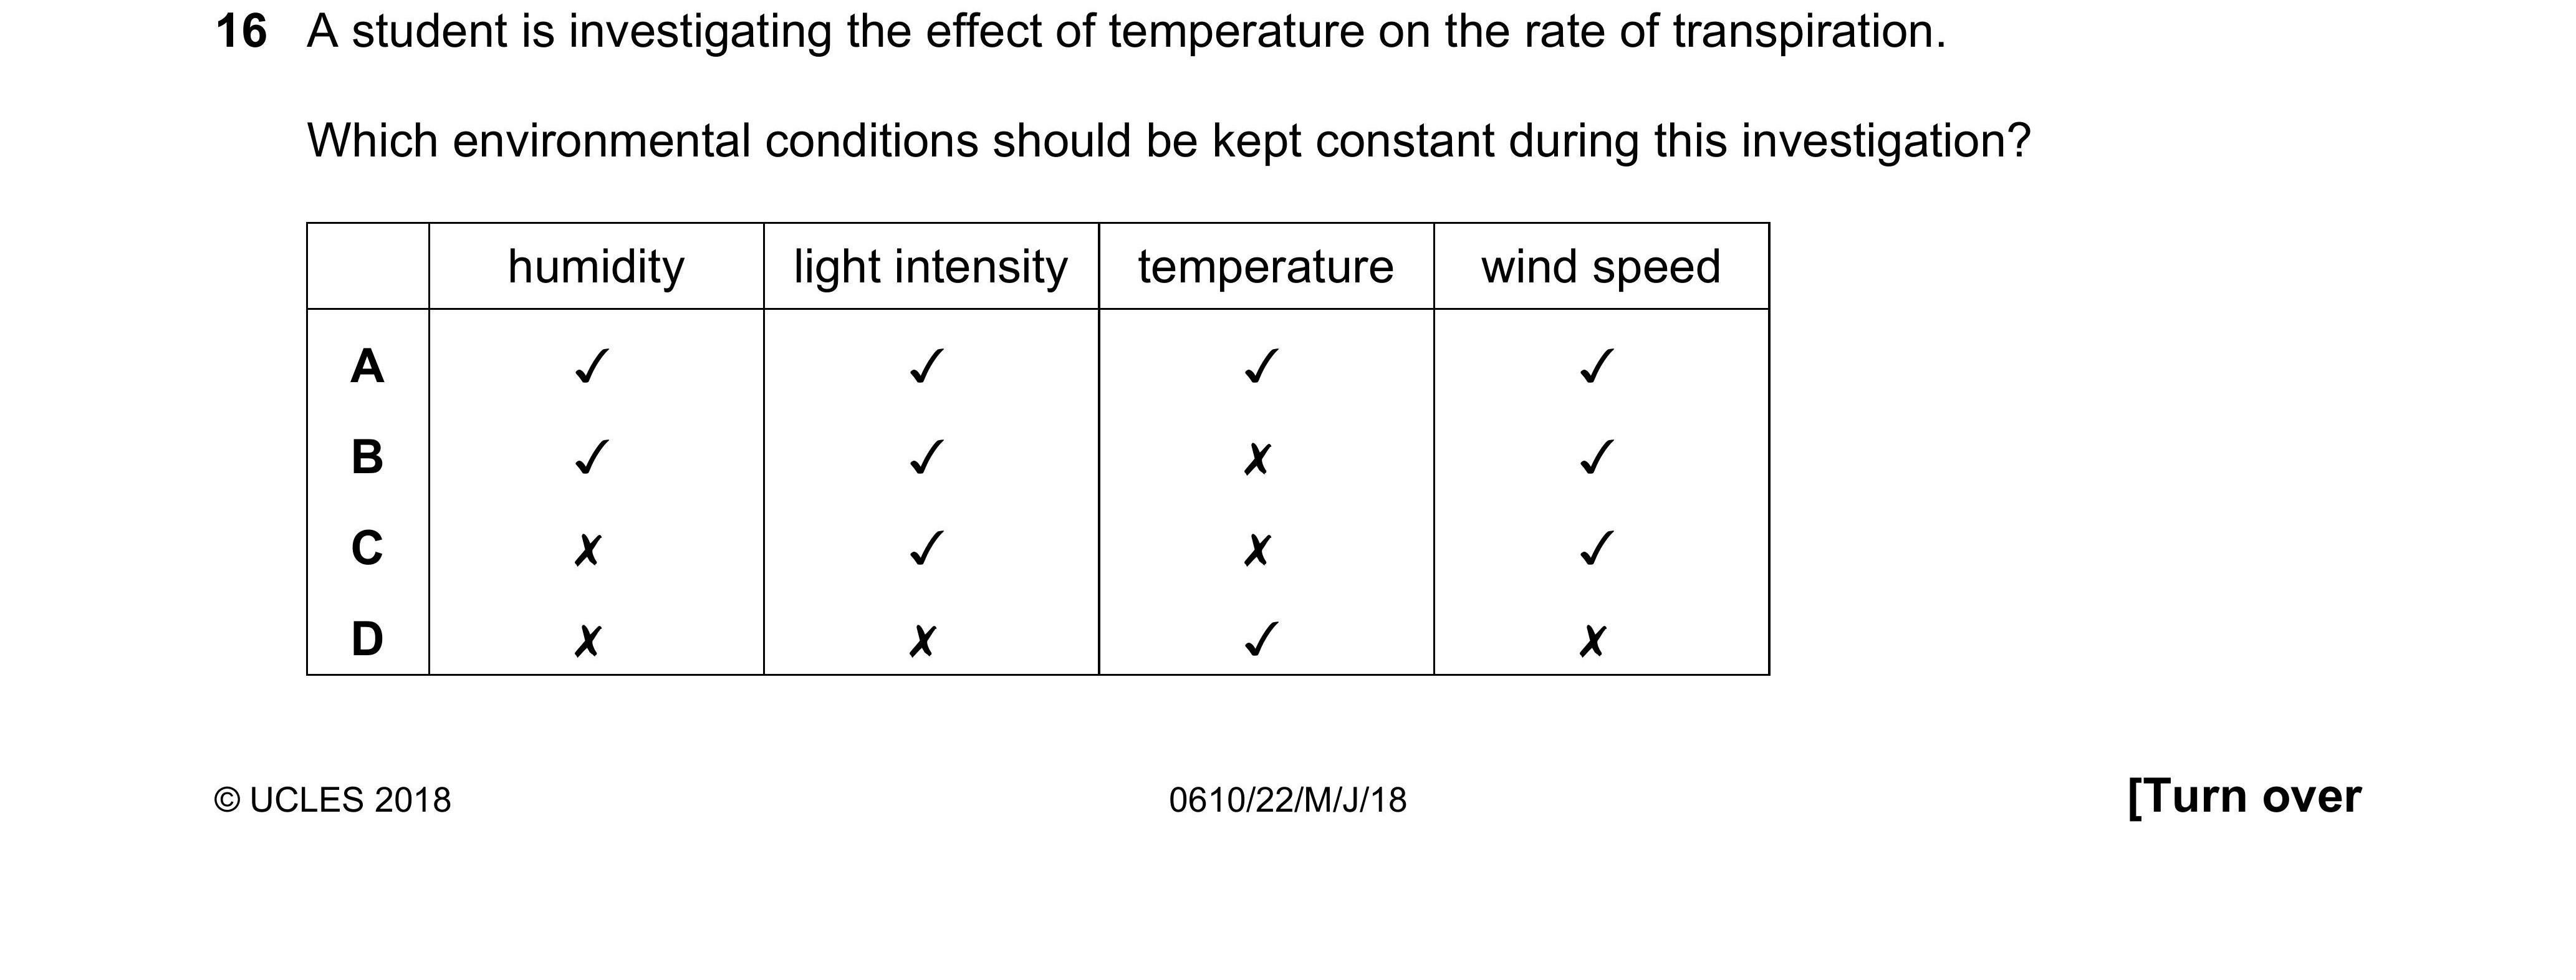 16 A student is investigating the effect of temperature on the rate of transpiration.
Which environmental conditions should be kept constant during this investigation?
humidity light intensity temperature wind speed
A ✓ ✓ ✓ ✓
B ✓ ✓ ✗ ✓
C ✗ ✓ ✗ ✓
D ✗ ✗ ✓ ✗
© UCLES 2018 0610/22/M/J/18 [Turn over